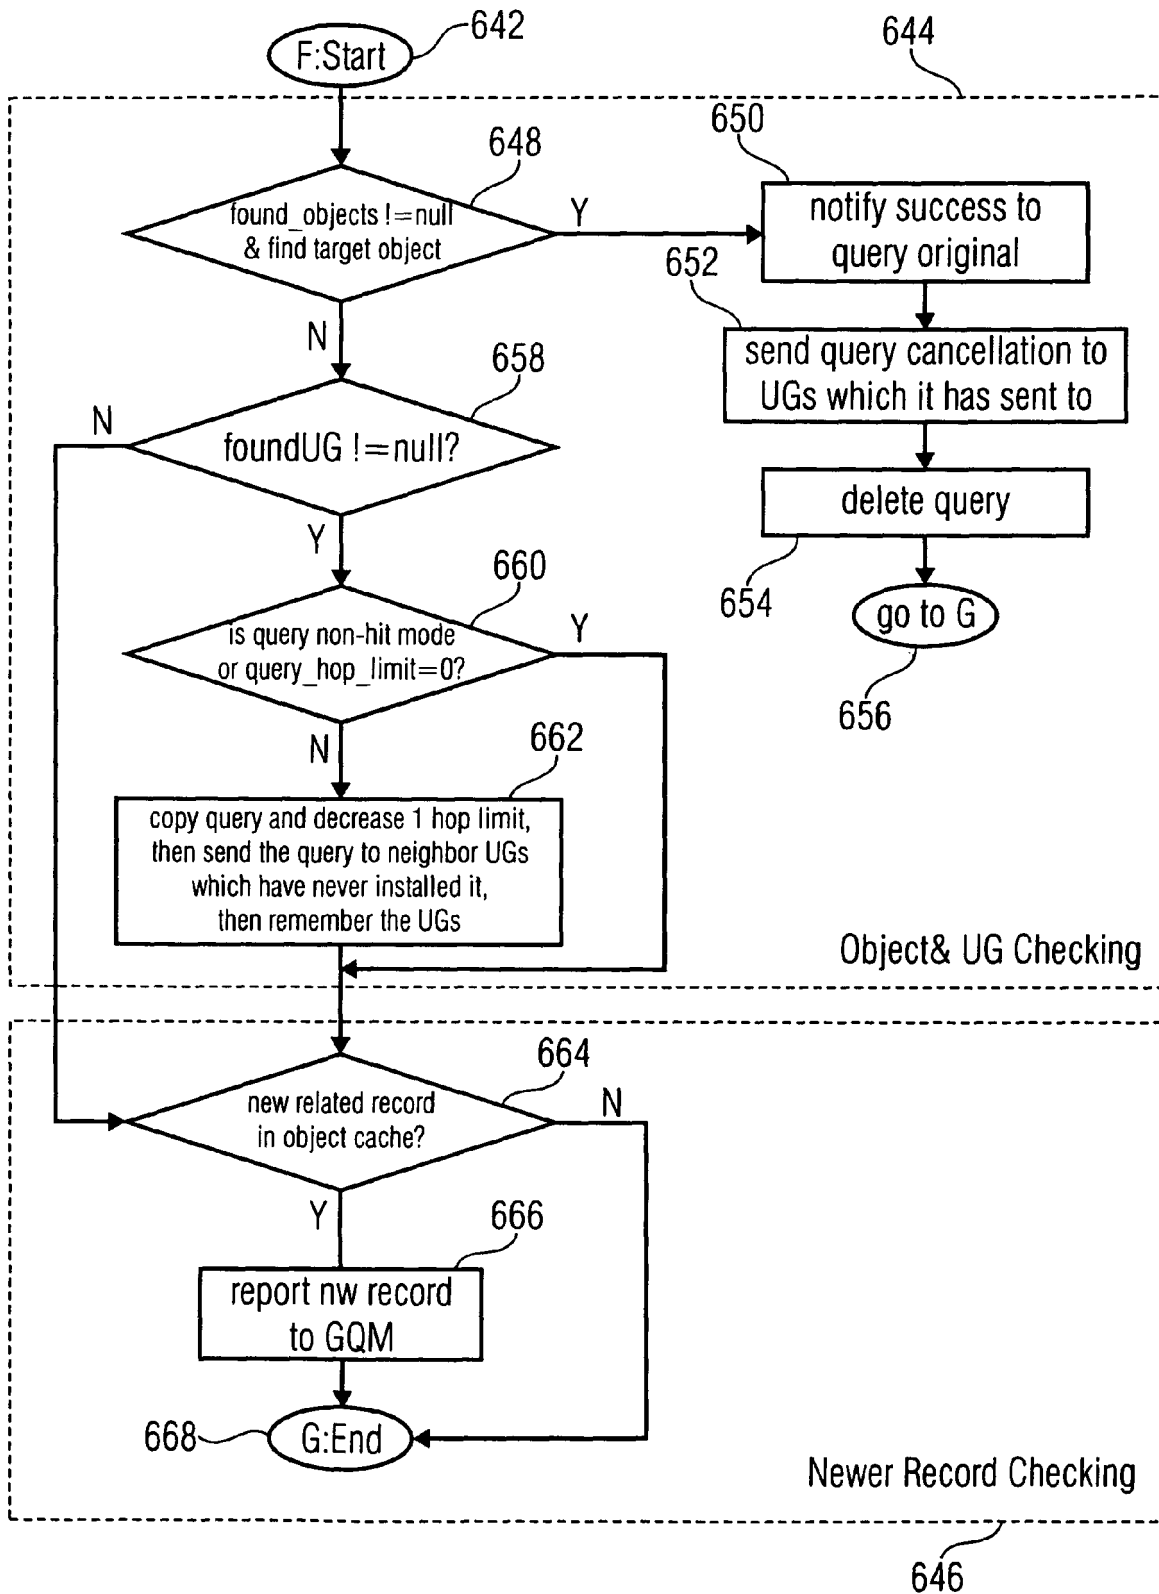 642
F:Start
644
650
648
found_objects !=null
& find target object
Y
notify success to
query original
N
652
send query cancellation to
UGs which it has sent to
658
N
foundUG !=null?
delete query
Y
654
go to G
656
660
is query non-hit mode
or query_hop_limit=0?
Y
N
662
copy query and decrease 1 hop limit,
then send the query to neighbor UGs
which have never installed it,
then remember the UGs
Object& UG Checking
664
new related record
in object cache?
N
Y
666
report nw record
to GQM
668
G:End
Newer Record Checking
646